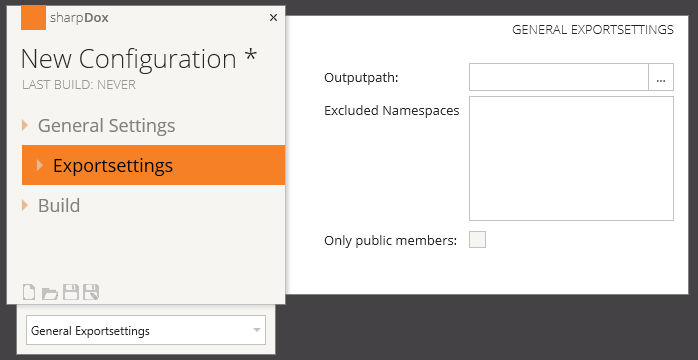 sharpDox
×
New Configuration *
LAST BUILD: NEVER
General Settings
Exportsettings
Build
General Exportsettings
GENERAL EXPORTSETTINGS
Outputpath:
...
Excluded Namespaces
Only public members: